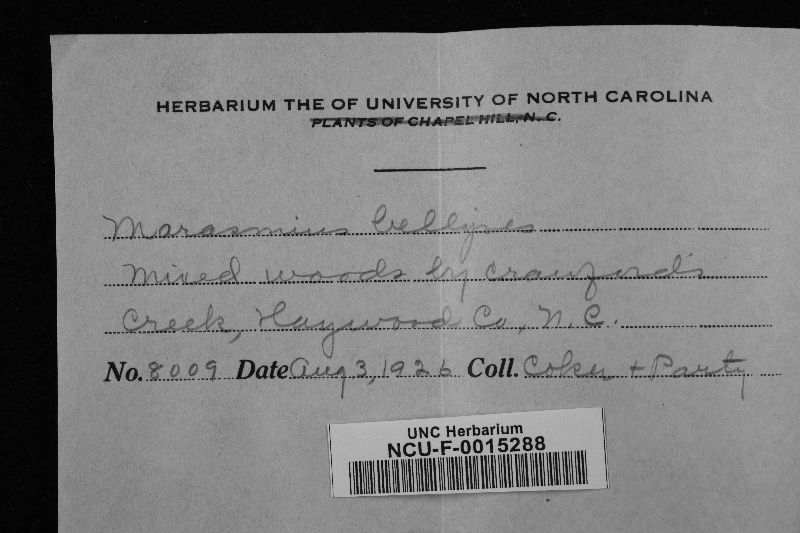 HERBARIUM THE OF UNIVERSITY OF NORTH CAROLINA
PLANTS OF CHAPEL HILL, N. C.
Marasmius bellipes
Mixed woods by Crawford's
Creek, Haywood Co, N.C.
No. 8009 Date Aug 3, 1926 Coll. Coker + Party
UNC Herbarium
NCU-F-0015288